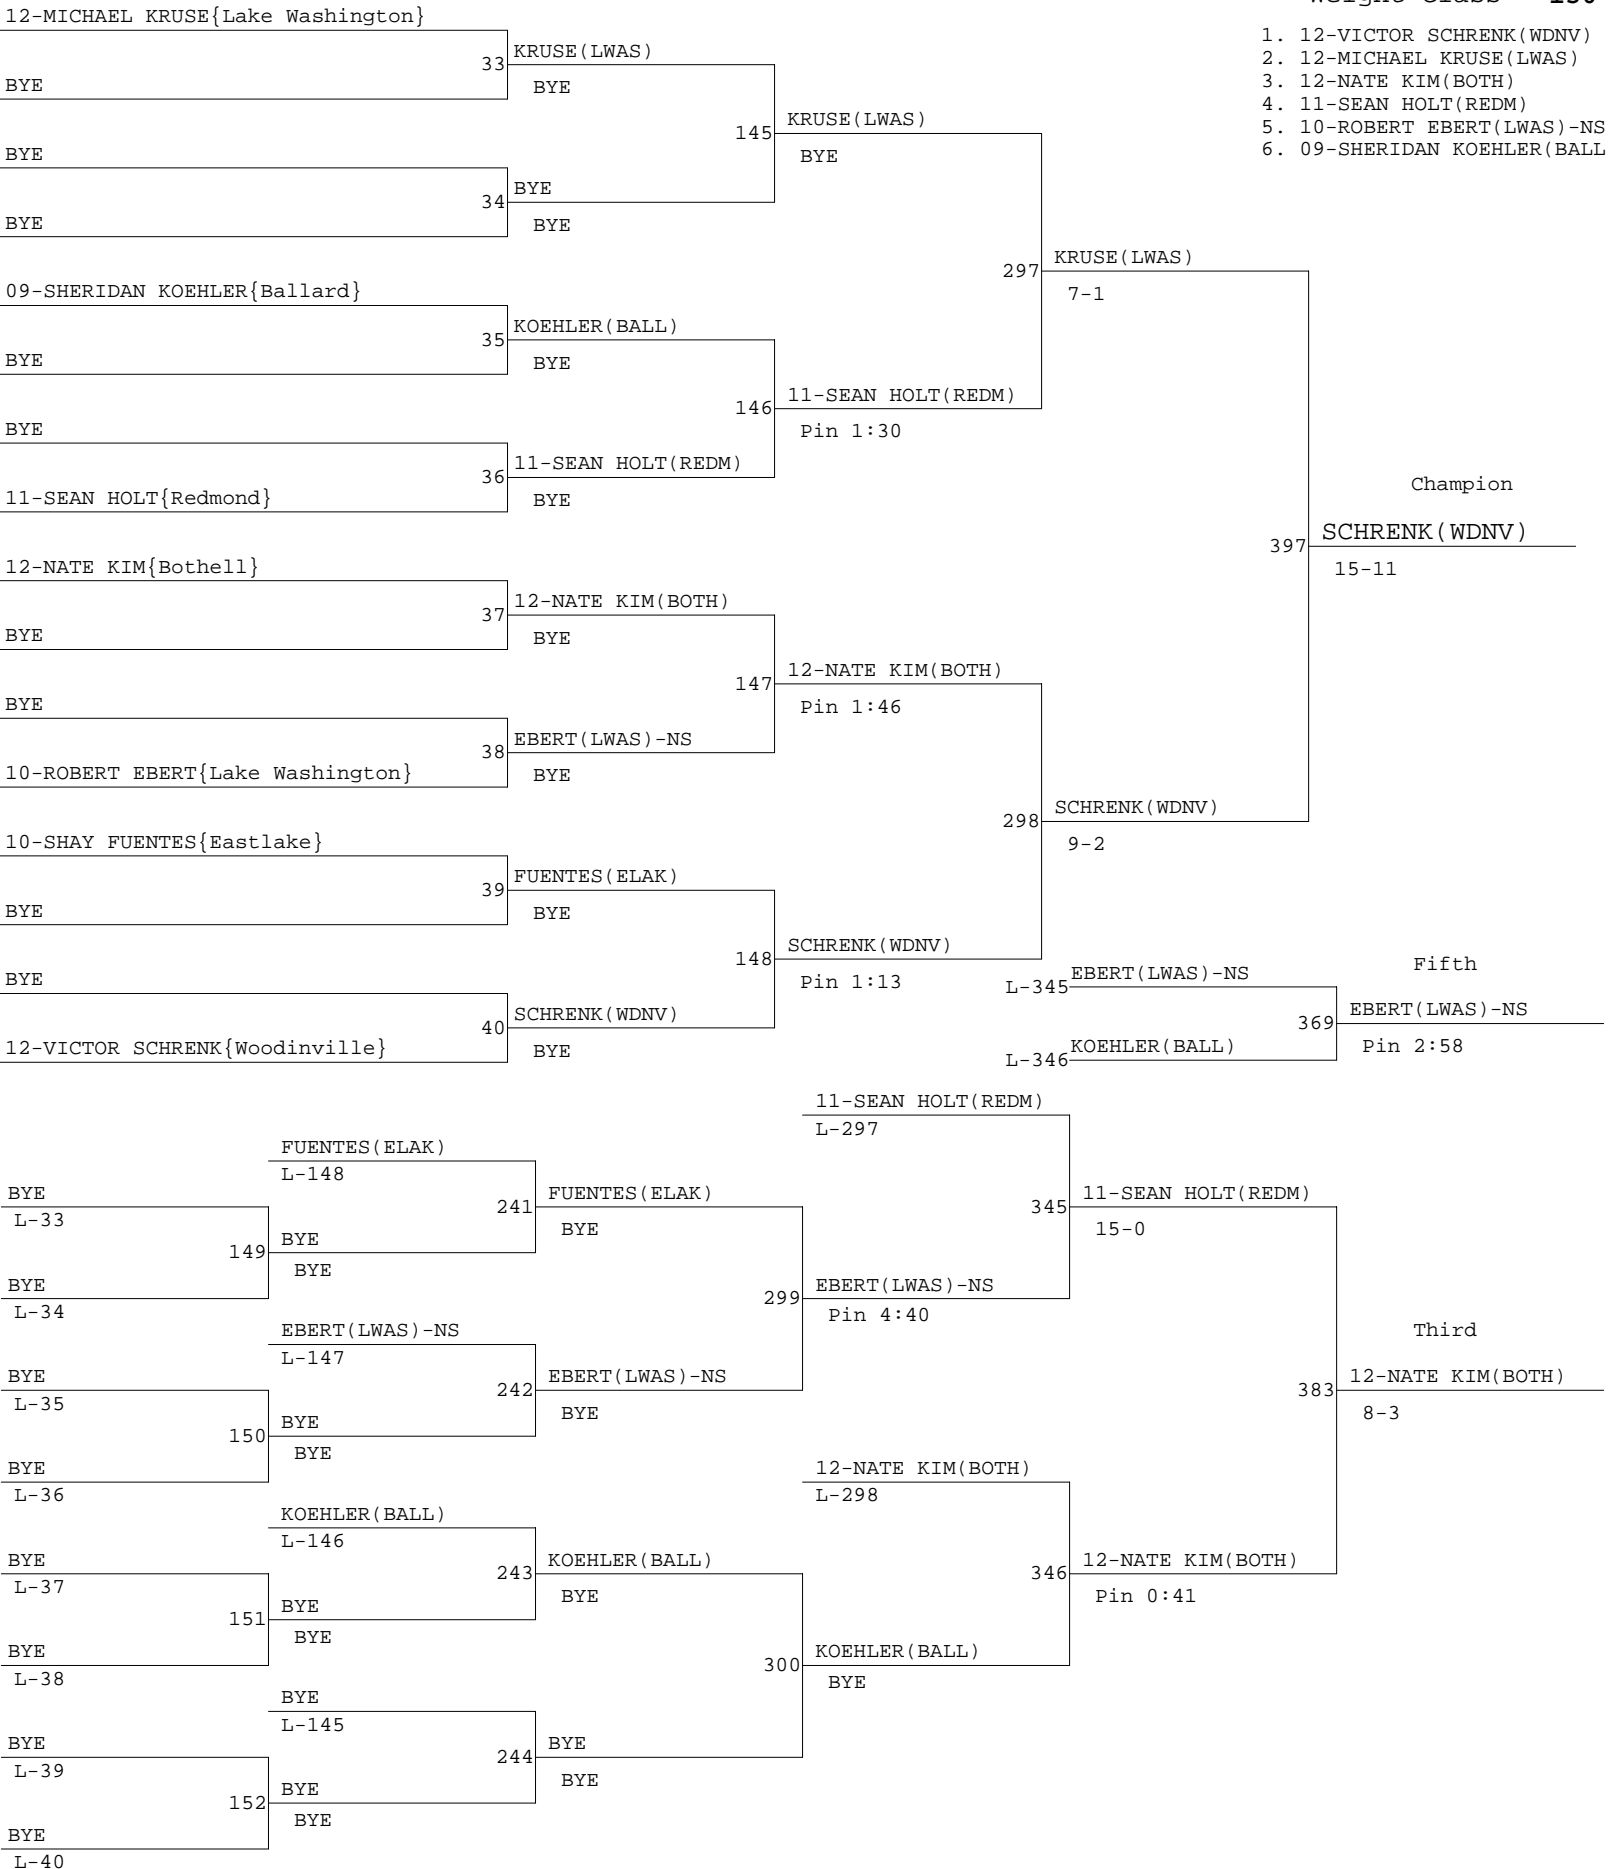 12-MICHAEL KRUSE{Lake Washington}
33
KRUSE(LWAS)
BYE
BYE
145
KRUSE(LWAS)
BYE
BYE
34
BYE
BYE
BYE
297
KRUSE(LWAS)
7-1
09-SHERIDAN KOEHLER{Ballard}
35
KOEHLER(BALL)
BYE
BYE
146
11-SEAN HOLT(REDM)
Pin 1:30
BYE
36
11-SEAN HOLT(REDM)
BYE
11-SEAN HOLT{Redmond}
Champion
397
SCHRENK(WDNV)
15-11
12-NATE KIM{Bothell}
37
12-NATE KIM(BOTH)
BYE
BYE
147
12-NATE KIM(BOTH)
Pin 1:46
BYE
38
EBERT(LWAS)-NS
BYE
10-ROBERT EBERT{Lake Washington}
298
SCHRENK(WDNV)
9-2
10-SHAY FUENTES{Eastlake}
39
FUENTES(ELAK)
BYE
BYE
148
SCHRENK(WDNV)
Pin 1:13
BYE
40
SCHRENK(WDNV)
BYE
12-VICTOR SCHRENK{Woodinville}
1. 12-VICTOR SCHRENK(WDNV)
2. 12-MICHAEL KRUSE(LWAS)
3. 12-NATE KIM(BOTH)
4. 11-SEAN HOLT(REDM)
5. 10-ROBERT EBERT(LWAS)-NS
6. 09-SHERIDAN KOEHLER(BALL
L-345
EBERT(LWAS)-NS
Fifth
369
EBERT(LWAS)-NS
Pin 2:58
L-346
KOEHLER(BALL)
11-SEAN HOLT(REDM)
L-297
FUENTES(ELAK)
L-148
BYE
L-33
241
FUENTES(ELAK)
BYE
345
11-SEAN HOLT(REDM)
15-0
149
BYE
BYE
BYE
L-34
299
EBERT(LWAS)-NS
Pin 4:40
EBERT(LWAS)-NS
L-147
Third
BYE
L-35
242
EBERT(LWAS)-NS
BYE
383
12-NATE KIM(BOTH)
8-3
150
BYE
BYE
BYE
L-36
12-NATE KIM(BOTH)
L-298
KOEHLER(BALL)
L-146
BYE
L-37
243
KOEHLER(BALL)
BYE
346
12-NATE KIM(BOTH)
Pin 0:41
151
BYE
BYE
BYE
L-38
300
KOEHLER(BALL)
BYE
BYE
L-145
BYE
L-39
244
BYE
BYE
152
BYE
BYE
BYE
L-40